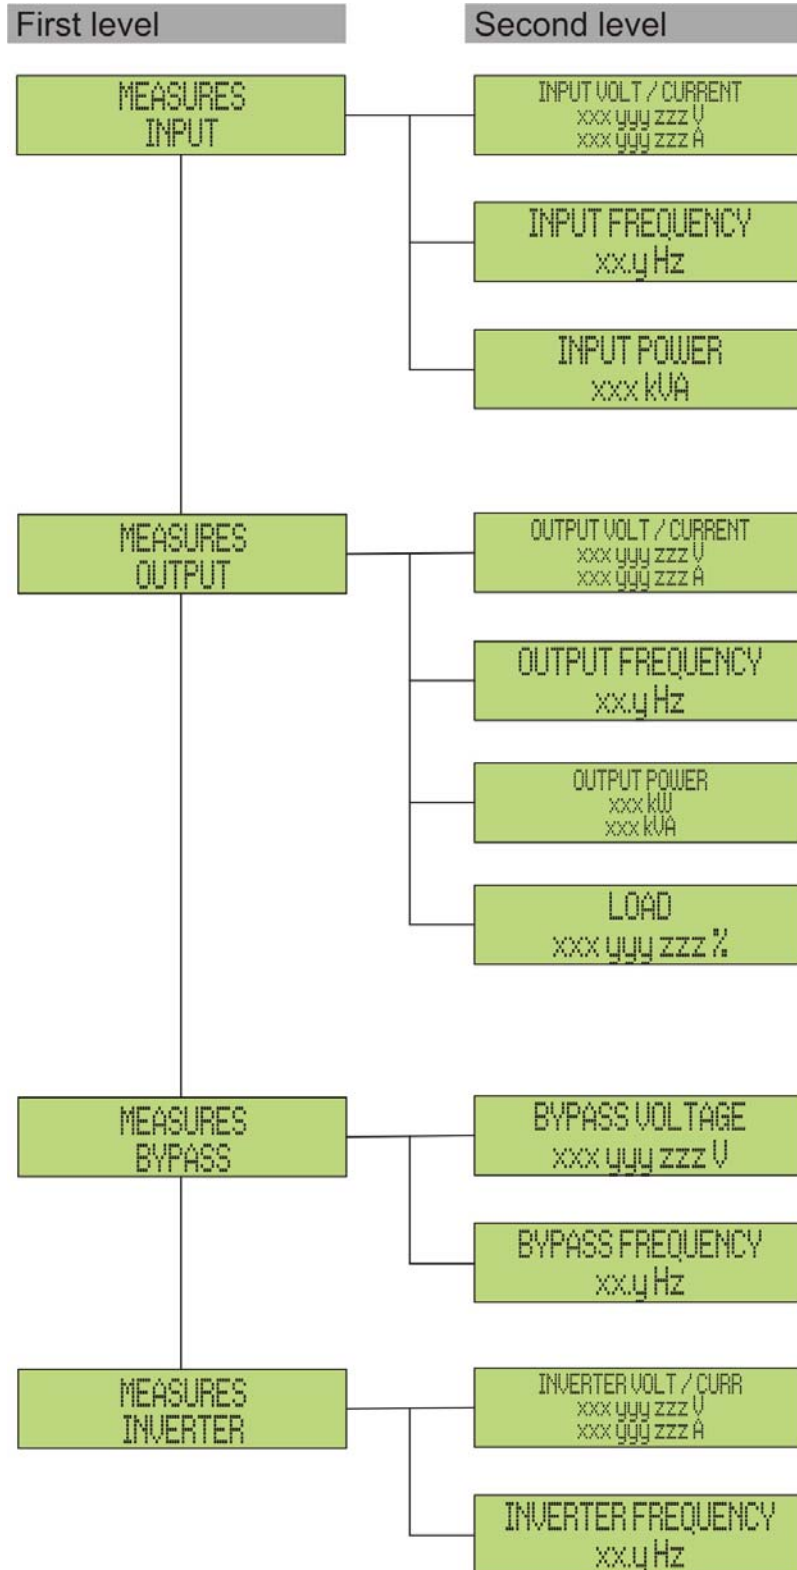 First level
Second level
MEASURES
INPUT
INPUT VOLT / CURRENT
xxx yyy zzz V
xxx yyy zzz A
INPUT FREQUENCY
xx.y Hz
INPUT POWER
xxx kVA
MEASURES
OUTPUT
OUTPUT VOLT / CURRENT
xxx yyy zzz V
xxx yyy zzz A
OUTPUT FREQUENCY
xx.y Hz
OUTPUT POWER
xxx kW
xxx kVA
LOAD
xxx yyy zzz %
MEASURES
BYPASS
BYPASS VOLTAGE
xxx yyy zzz V
BYPASS FREQUENCY
xx.y Hz
MEASURES
INVERTER
INVERTER VOLT / CURR
xxx yyy zzz V
xxx yyy zzz A
INVERTER FREQUENCY
xx.y Hz